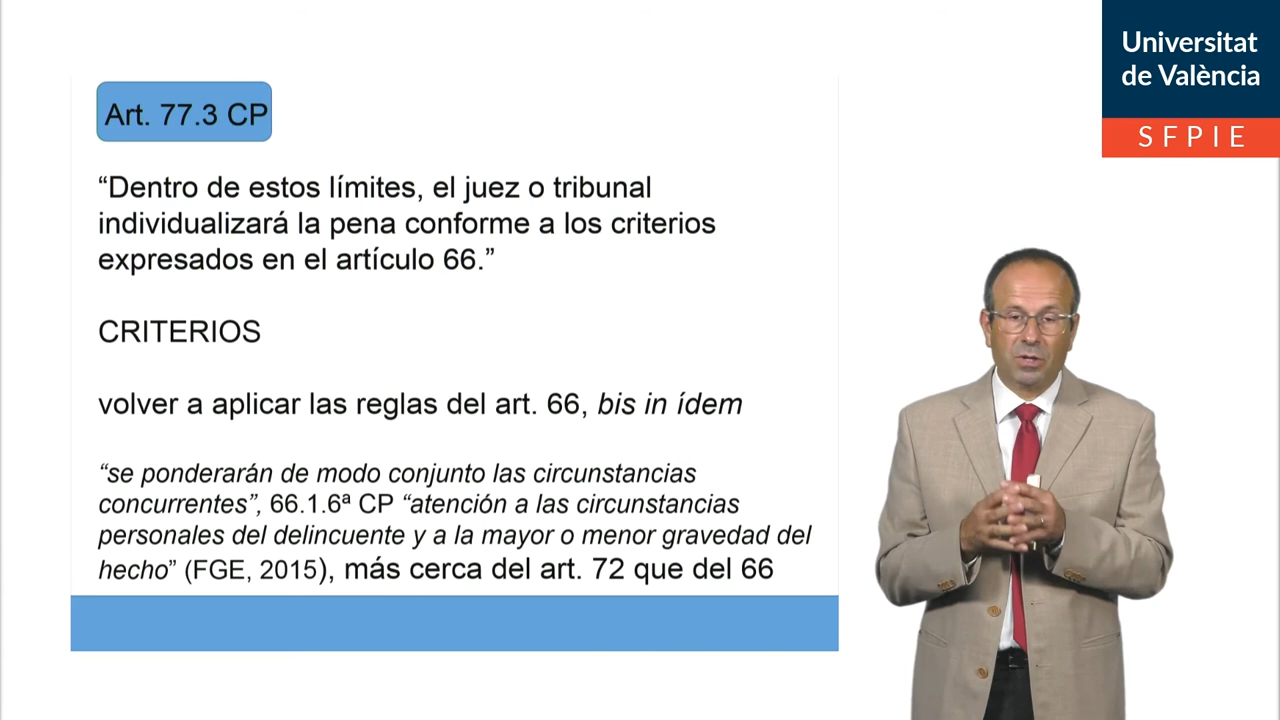 Universitat
de València
SFPIE
Art. 77.3 CP
“Dentro de estos límites, el juez o tribunal
individualizará la pena conforme a los criterios
expresados en el artículo 66.”
CRITERIOS
volver a aplicar las reglas del art. 66, bis in ídem
“se ponderarán de modo conjunto las circunstancias
concurrentes”, 66.1.6ª CP “atención a las circunstancias
personales del delincuente y a la mayor o menor gravedad del
hecho” (FGE, 2015), más cerca del art. 72 que del 66